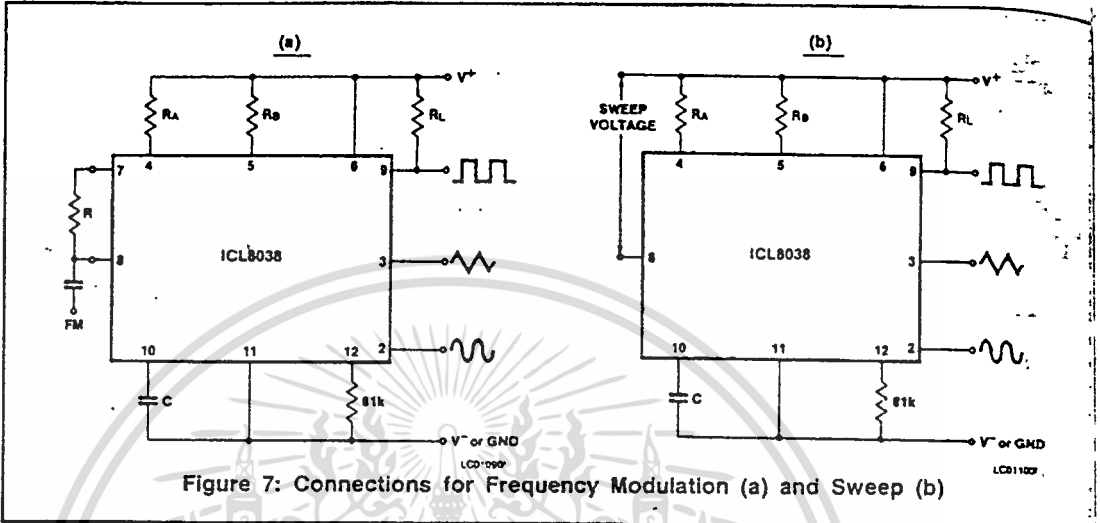 (a)
V+
RA
RB
RL
4
5
6
7
9
R
8
ICL8038
3
FM
10
11
12
2
C
81k
V− or GND
(b)
V+
SWEEP
VOLTAGE
RA
RB
RL
4
5
6
9
8
ICL8038
3
10
11
12
2
C
81k
V− or GND
Figure 7: Connections for Frequency Modulation (a) and Sweep (b)